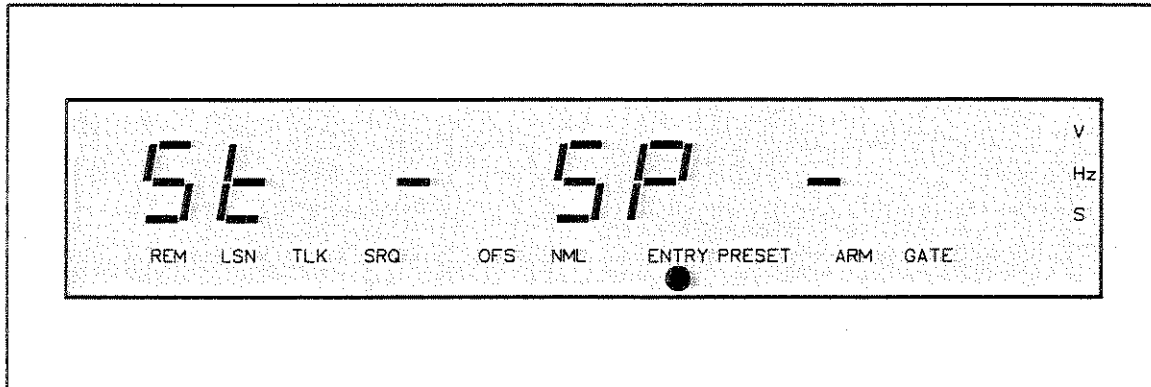 St - SP -
V
Hz
S
REM LSN TLK SRQ OFS NML ENTRY PRESET ARM GATE